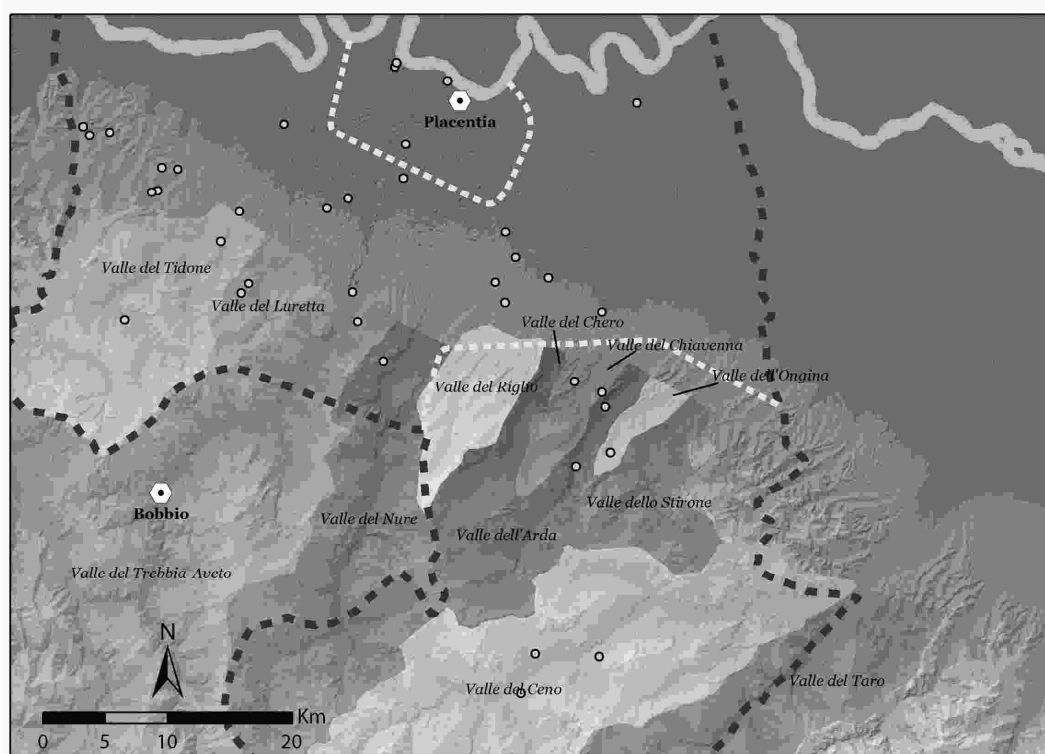 Placentia
Valle del Tidone
Valle del Luretta
Valle del Chero
Valle del Chiavenna
Valle dell'Ongina
Valle del Riglio
Bobbio
Valle dello Stirone
Valle del Nure
Valle dell'Arda
Valle del Trebbia Aveto
N
Valle del Taro
Valle del Ceno
Km
0 5 10 20